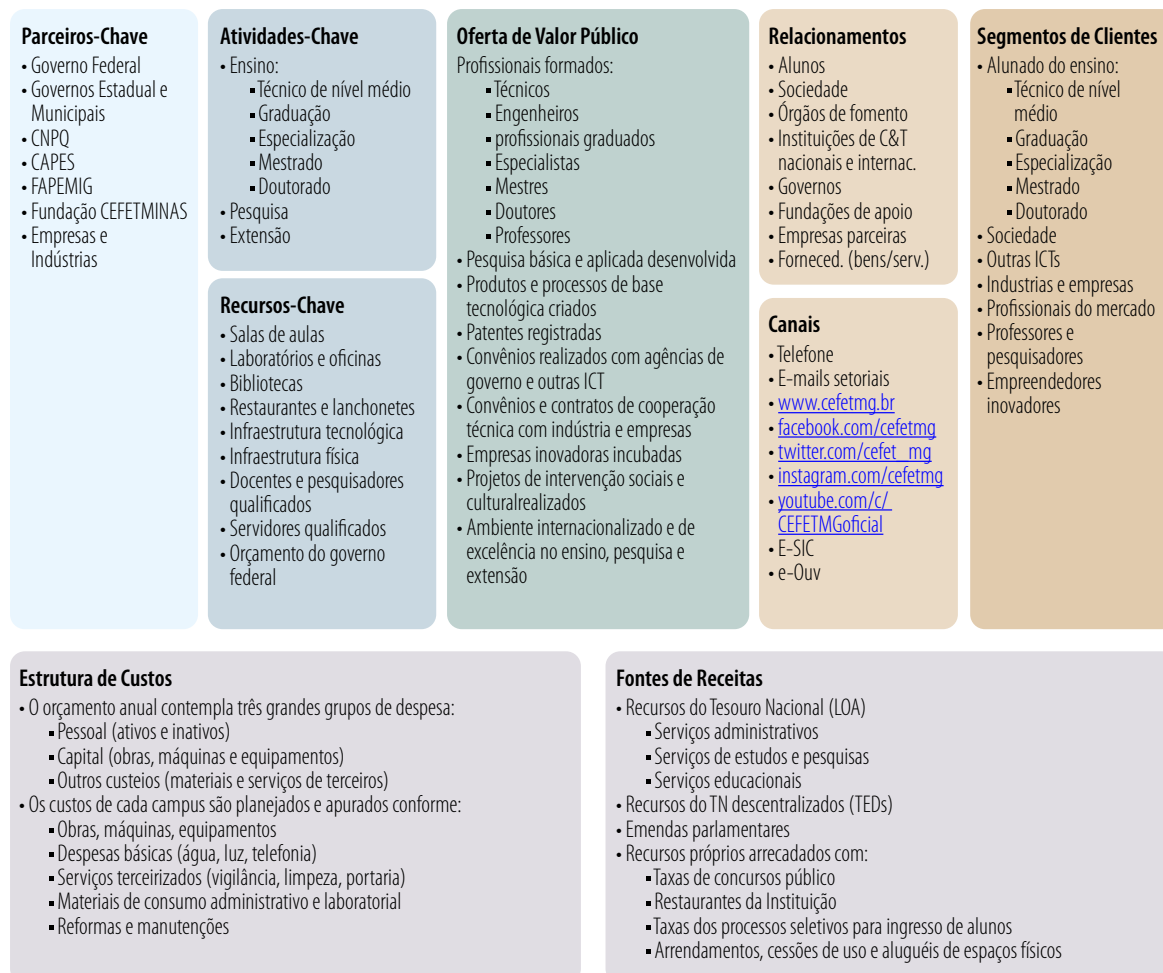 Parceiros-Chave
• Governo Federal
• Governos Estadual e
Municipais
• CNPQ
• CAPES
• FAPEMIG
• Fundação CEFETMINAS
• Empresas e
Indústrias
Atividades-Chave
• Ensino:
▪ Técnico de nível médio
▪ Graduação
▪ Especialização
▪ Mestrado
▪ Doutorado
• Pesquisa
• Extensão
Recursos-Chave
• Salas de aulas
• Laboratórios e oficinas
• Bibliotecas
• Restaurantes e lanchonetes
• Infraestrutura tecnológica
• Infraestrutura física
• Docentes e pesquisadores
qualificados
• Servidores qualificados
• Orçamento do governo
federal
Oferta de Valor Público
Profissionais formados:
▪ Técnicos
▪ Engenheiros
▪ profissionais graduados
▪ Especialistas
▪ Mestres
▪ Doutores
▪ Professores
• Pesquisa básica e aplicada desenvolvida
• Produtos e processos de base
tecnológica criados
• Patentes registradas
• Convênios realizados com agências de
governo e outras ICT
• Convênios e contratos de cooperação
técnica com indústria e empresas
• Empresas inovadoras incubadas
• Projetos de intervenção sociais e
culturalrealizados
• Ambiente internacionalizado e de
excelência no ensino, pesquisa e
extensão
Relacionamentos
• Alunos
• Sociedade
• Órgãos de fomento
• Instituições de C&T
nacionais e internac.
• Governos
• Fundações de apoio
• Empresas parceiras
• Forneced. (bens/serv.)
Canais
• Telefone
• E-mails setoriais
• www.cefetmg.br
• facebook.com/cefetmg
• twitter.com/cefet_mg
• instagram.com/cefetmg
• youtube.com/c/
CEFETMGoficial
• E-SIC
• e-Ouv
Segmentos de Clientes
• Alunado do ensino:
▪ Técnico de nível
médio
▪ Graduação
▪ Especialização
▪ Mestrado
▪ Doutorado
• Sociedade
• Outras ICTs
• Industrias e empresas
• Profissionais do mercado
• Professores e
pesquisadores
• Empreendedores
inovadores
Estrutura de Custos
• O orçamento anual contempla três grandes grupos de despesa:
▪ Pessoal (ativos e inativos)
▪ Capital (obras, máquinas e equipamentos)
▪ Outros custeios (materiais e serviços de terceiros)
• Os custos de cada campus são planejados e apurados conforme:
▪ Obras, máquinas, equipamentos
▪ Despesas básicas (água, luz, telefonia)
▪ Serviços terceirizados (vigilância, limpeza, portaria)
▪ Materiais de consumo administrativo e laboratorial
▪ Reformas e manutenções
Fontes de Receitas
• Recursos do Tesouro Nacional (LOA)
▪ Serviços administrativos
▪ Serviços de estudos e pesquisas
▪ Serviços educacionais
• Recursos do TN descentralizados (TEDs)
• Emendas parlamentares
• Recursos próprios arrecadados com:
▪ Taxas de concursos público
▪ Restaurantes da Instituição
▪ Taxas dos processos seletivos para ingresso de alunos
▪ Arrendamentos, cessões de uso e aluguéis de espaços físicos